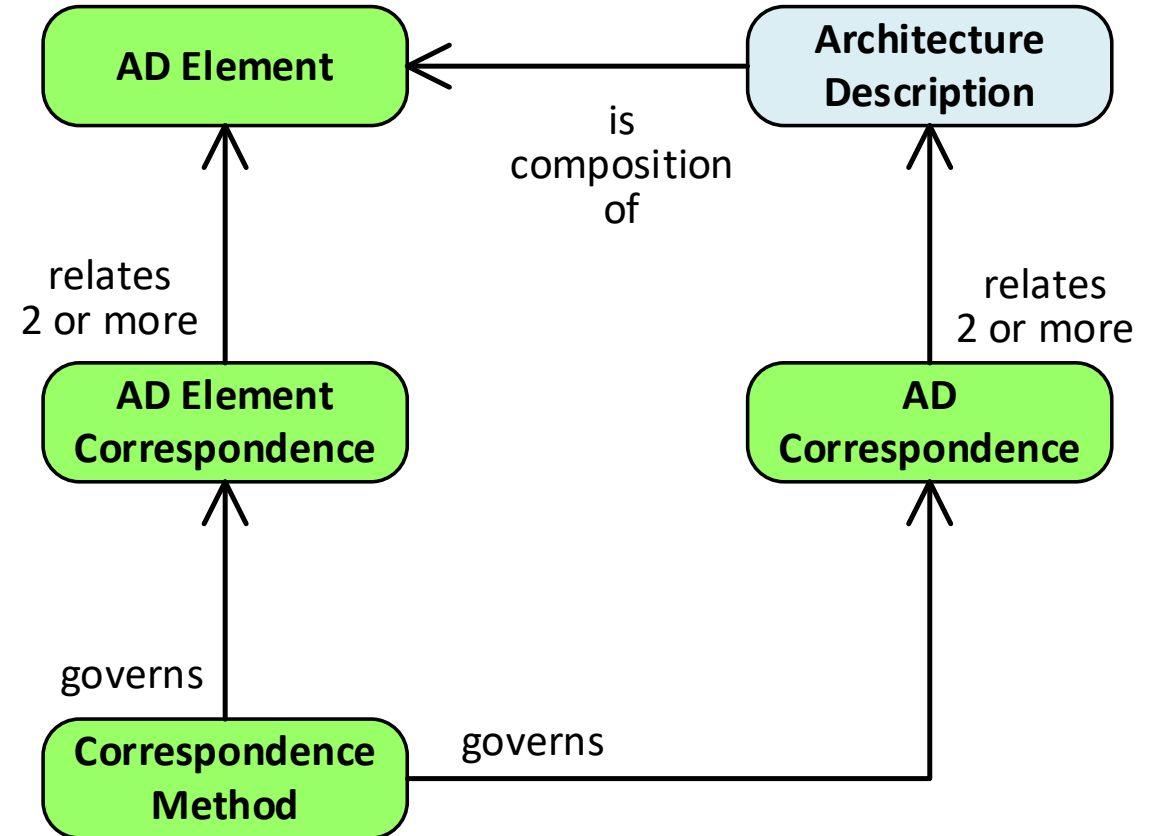 AD Element
Architecture
Description
is
composition
of
relates
2 or more
relates
2 or more
AD Element
Correspondence
AD
Correspondence
governs
governs
Correspondence
Method